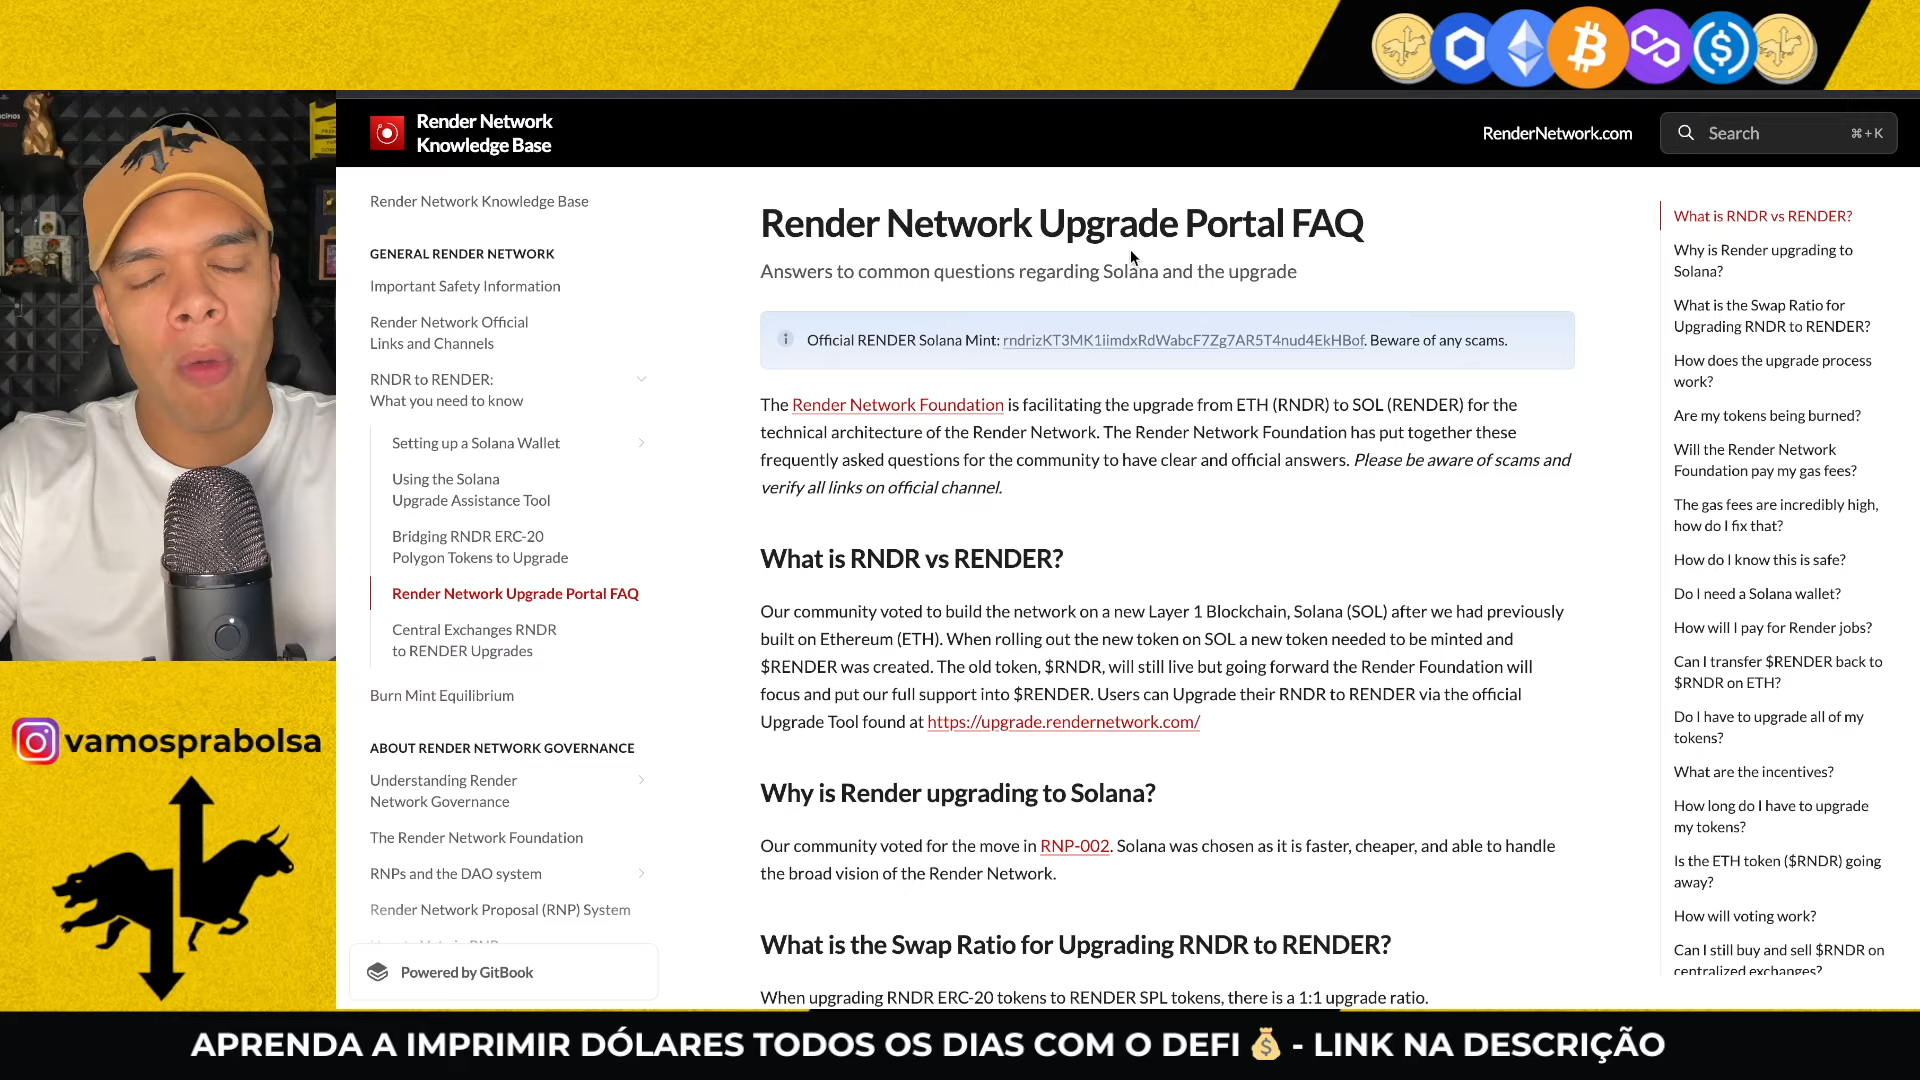 Render Network
Knowledge Base
RenderNetwork.com
Search
⌘+K
Render Network Knowledge Base
GENERAL RENDER NETWORK
Important Safety Information
Render Network Official
Links and Channels
RNDR to RENDER:
What you need to know
Setting up a Solana Wallet
Using the Solana
Upgrade Assistance Tool
Bridging RNDR ERC-20
Polygon Tokens to Upgrade
Render Network Upgrade Portal FAQ
Central Exchanges RNDR
to RENDER Upgrades
Burn Mint Equilibrium
ABOUT RENDER NETWORK GOVERNANCE
Understanding Render
Network Governance
The Render Network Foundation
RNPs and the DAO system
Render Network Proposal (RNP) System
Powered by GitBook
Render Network Upgrade Portal FAQ
Answers to common questions regarding Solana and the upgrade
Official RENDER Solana Mint: rndrizKT3MK1iimdxRdWabcF7Zg7AR5T4nud4EkHBof. Beware of any scams.
The Render Network Foundation is facilitating the upgrade from ETH (RNDR) to SOL (RENDER) for the
technical architecture of the Render Network. The Render Network Foundation has put together these
frequently asked questions for the community to have clear and official answers. Please be aware of scams and
verify all links on official channel.
What is RNDR vs RENDER?
Our community voted to build the network on a new Layer 1 Blockchain, Solana (SOL) after we had previously
built on Ethereum (ETH). When rolling out the new token on SOL a new token needed to be minted and
$RENDER was created. The old token, $RNDR, will still live but going forward the Render Foundation will
focus and put our full support into $RENDER. Users can Upgrade their RNDR to RENDER via the official
Upgrade Tool found at https://upgrade.rendernetwork.com/
Why is Render upgrading to Solana?
Our community voted for the move in RNP-002. Solana was chosen as it is faster, cheaper, and able to handle
the broad vision of the Render Network.
What is the Swap Ratio for Upgrading RNDR to RENDER?
When upgrading RNDR ERC-20 tokens to RENDER SPL tokens, there is a 1:1 upgrade ratio.
What is RNDR vs RENDER?
Why is Render upgrading to
Solana?
What is the Swap Ratio for
Upgrading RNDR to RENDER?
How does the upgrade process
work?
Are my tokens being burned?
Will the Render Network
Foundation pay my gas fees?
The gas fees are incredibly high,
how do I fix that?
How do I know this is safe?
Do I need a Solana wallet?
How will I pay for Render jobs?
Can I transfer $RENDER back to
$RNDR on ETH?
Do I have to upgrade all of my
tokens?
What are the incentives?
How long do I have to upgrade
my tokens?
Is the ETH token ($RNDR) going
away?
How will voting work?
Can I still buy and sell $RNDR on
centralized exchanges?
vamosprabolsa
APRENDA A IMPRIMIR DÓLARES TODOS OS DIAS COM O DEFI 💰 - LINK NA DESCRIÇÃO